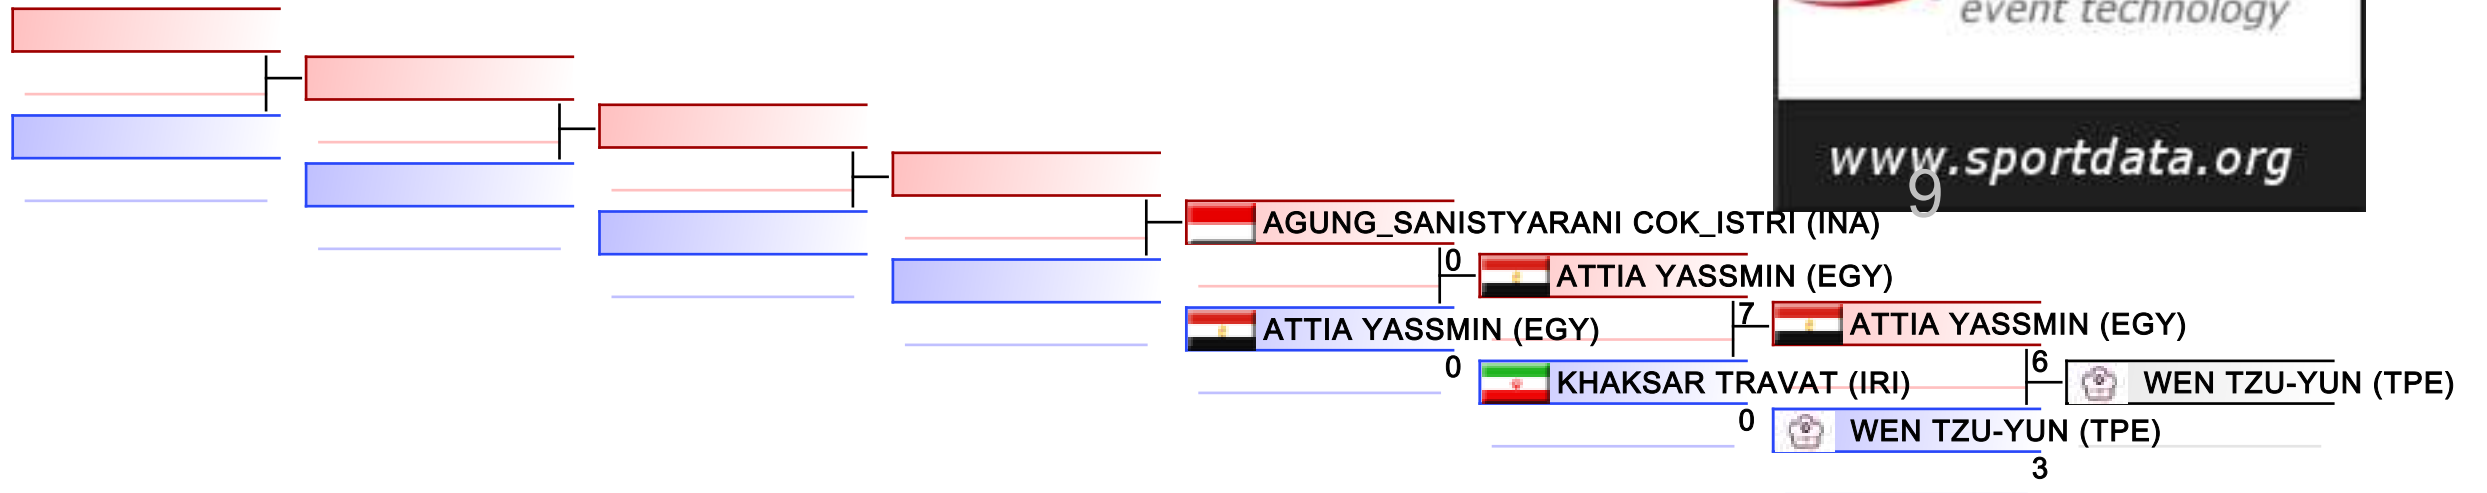 event technology
www.sportdata.org
9
AGUNG_SANISTYARANI COK_ISTRI (INA)
0
ATTIA YASSMIN (EGY)
7
ATTIA YASSMIN (EGY)
ATTIA YASSMIN (EGY)
0
6
KHAKSAR TRAVAT (IRI)
WEN TZU-YUN (TPE)
0
WEN TZU-YUN (TPE)
3